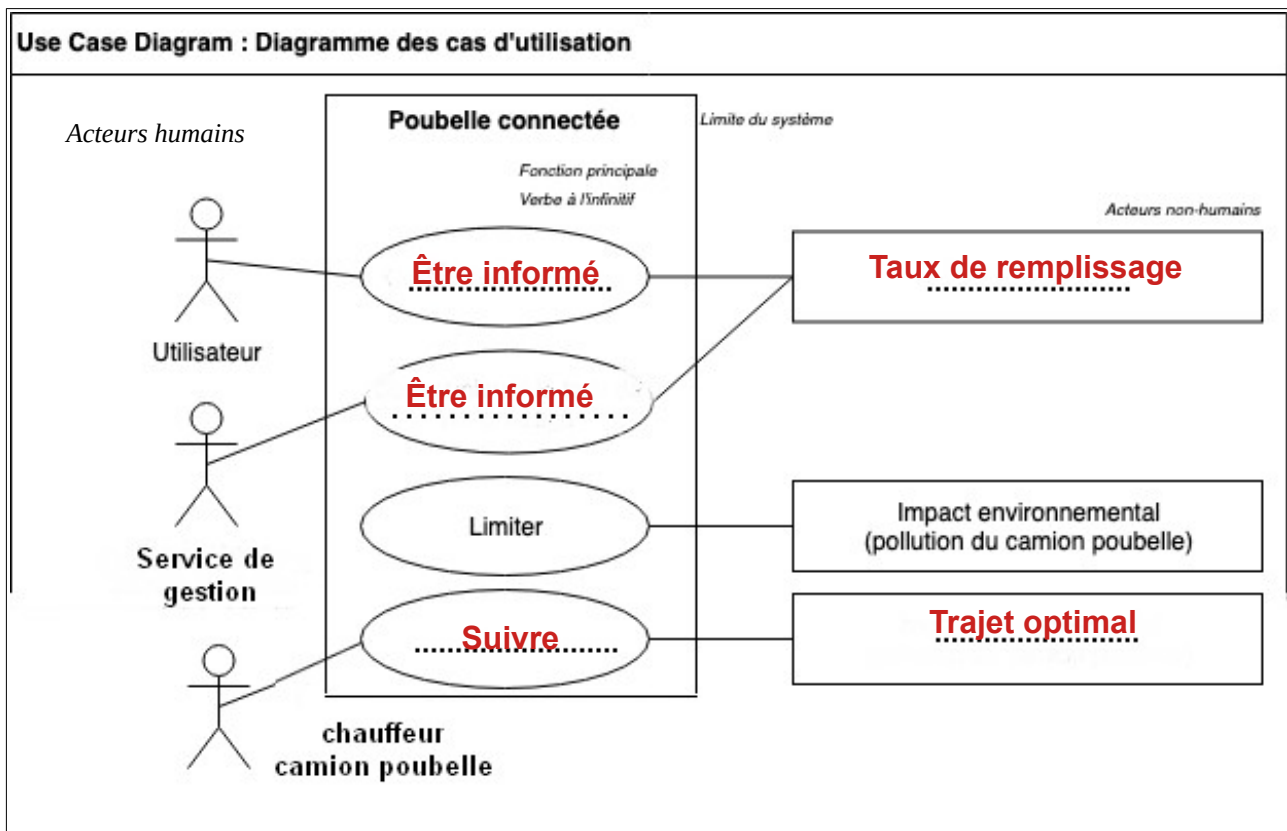 Use Case Diagram : Diagramme des cas d'utilisation
Acteurs humains
Poubelle connectée
Limite du système
Fonction principale
Verbe à l'infinitif
Acteurs non-humains
Être informé
Taux de remplissage
Utilisateur
Être informé
Limiter
Impact environnemental
(pollution du camion poubelle)
Service de
gestion
Suivre
Trajet optimal
chauffeur
camion poubelle